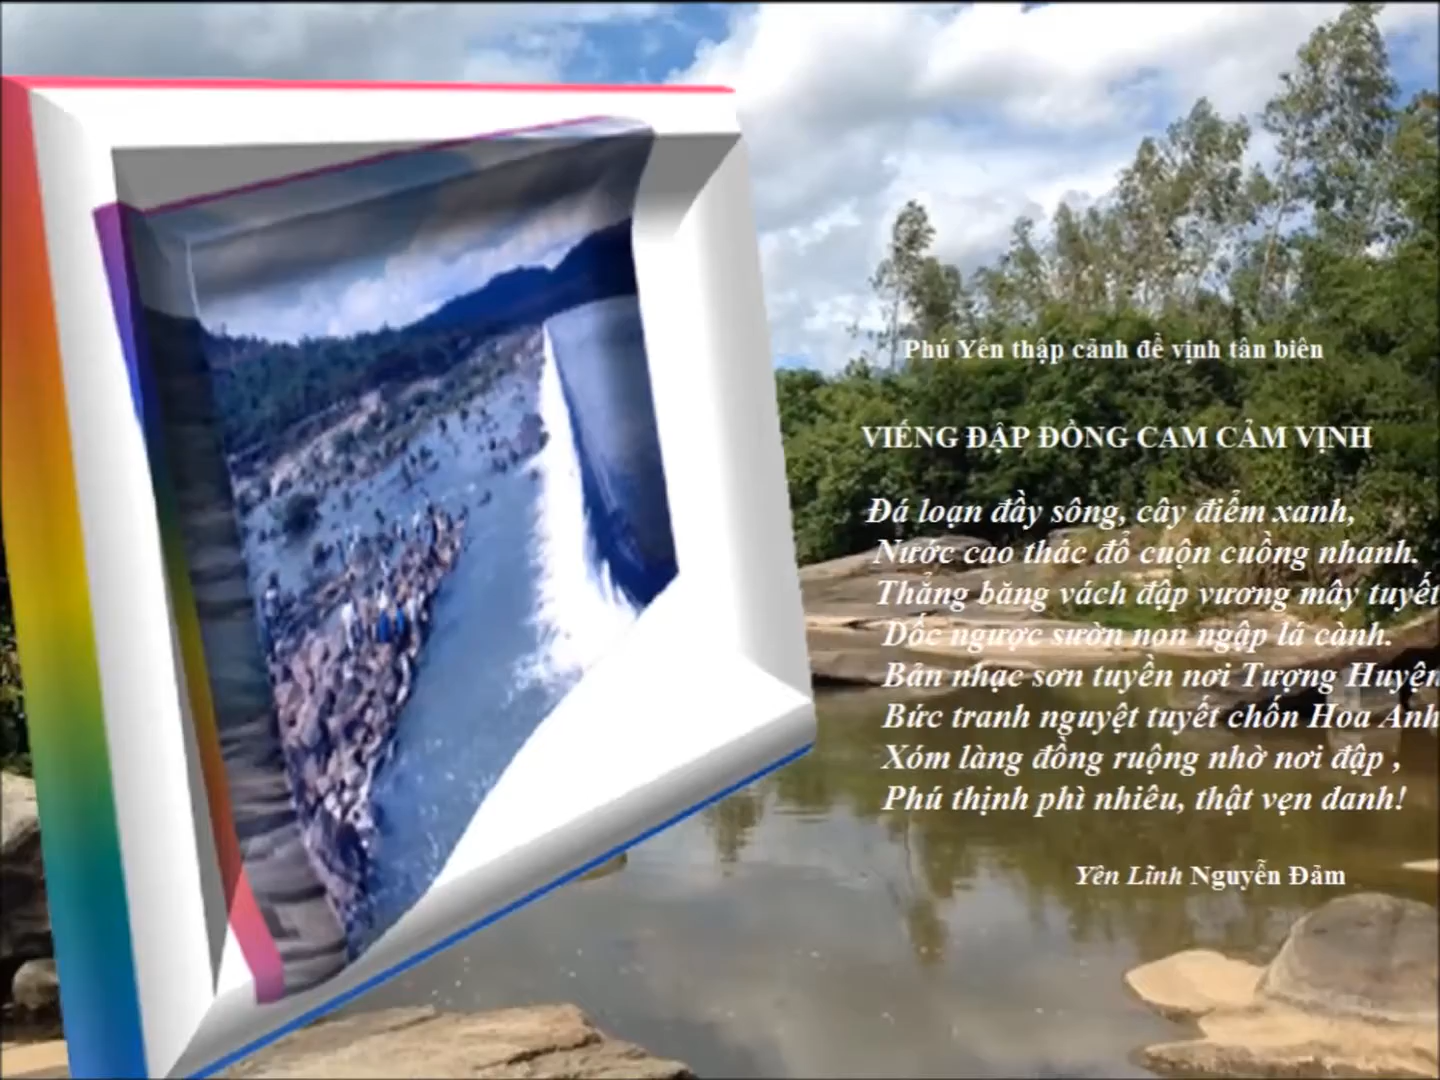 Phú Yên thập cảnh đề vịnh tân biên
VIẾNG ĐẬP ĐỒNG CAM CẢM VỊNH
Đá loạn đầy sông, cây điểm xanh,
Nước cao thác đổ cuộn cuồng nhanh.
Thẳng băng vách đập vương mây tuyết
Dốc ngược sườn non ngập lá cành.
Bản nhạc sơn tuyền nơi Tượng Huyện
Bức tranh nguyệt tuyết chốn Hoa Anh
Xóm làng đồng ruộng nhờ nơi đập ,
Phú thịnh phì nhiêu, thật vẹn danh!
Yên Lĩnh Nguyễn Đảm